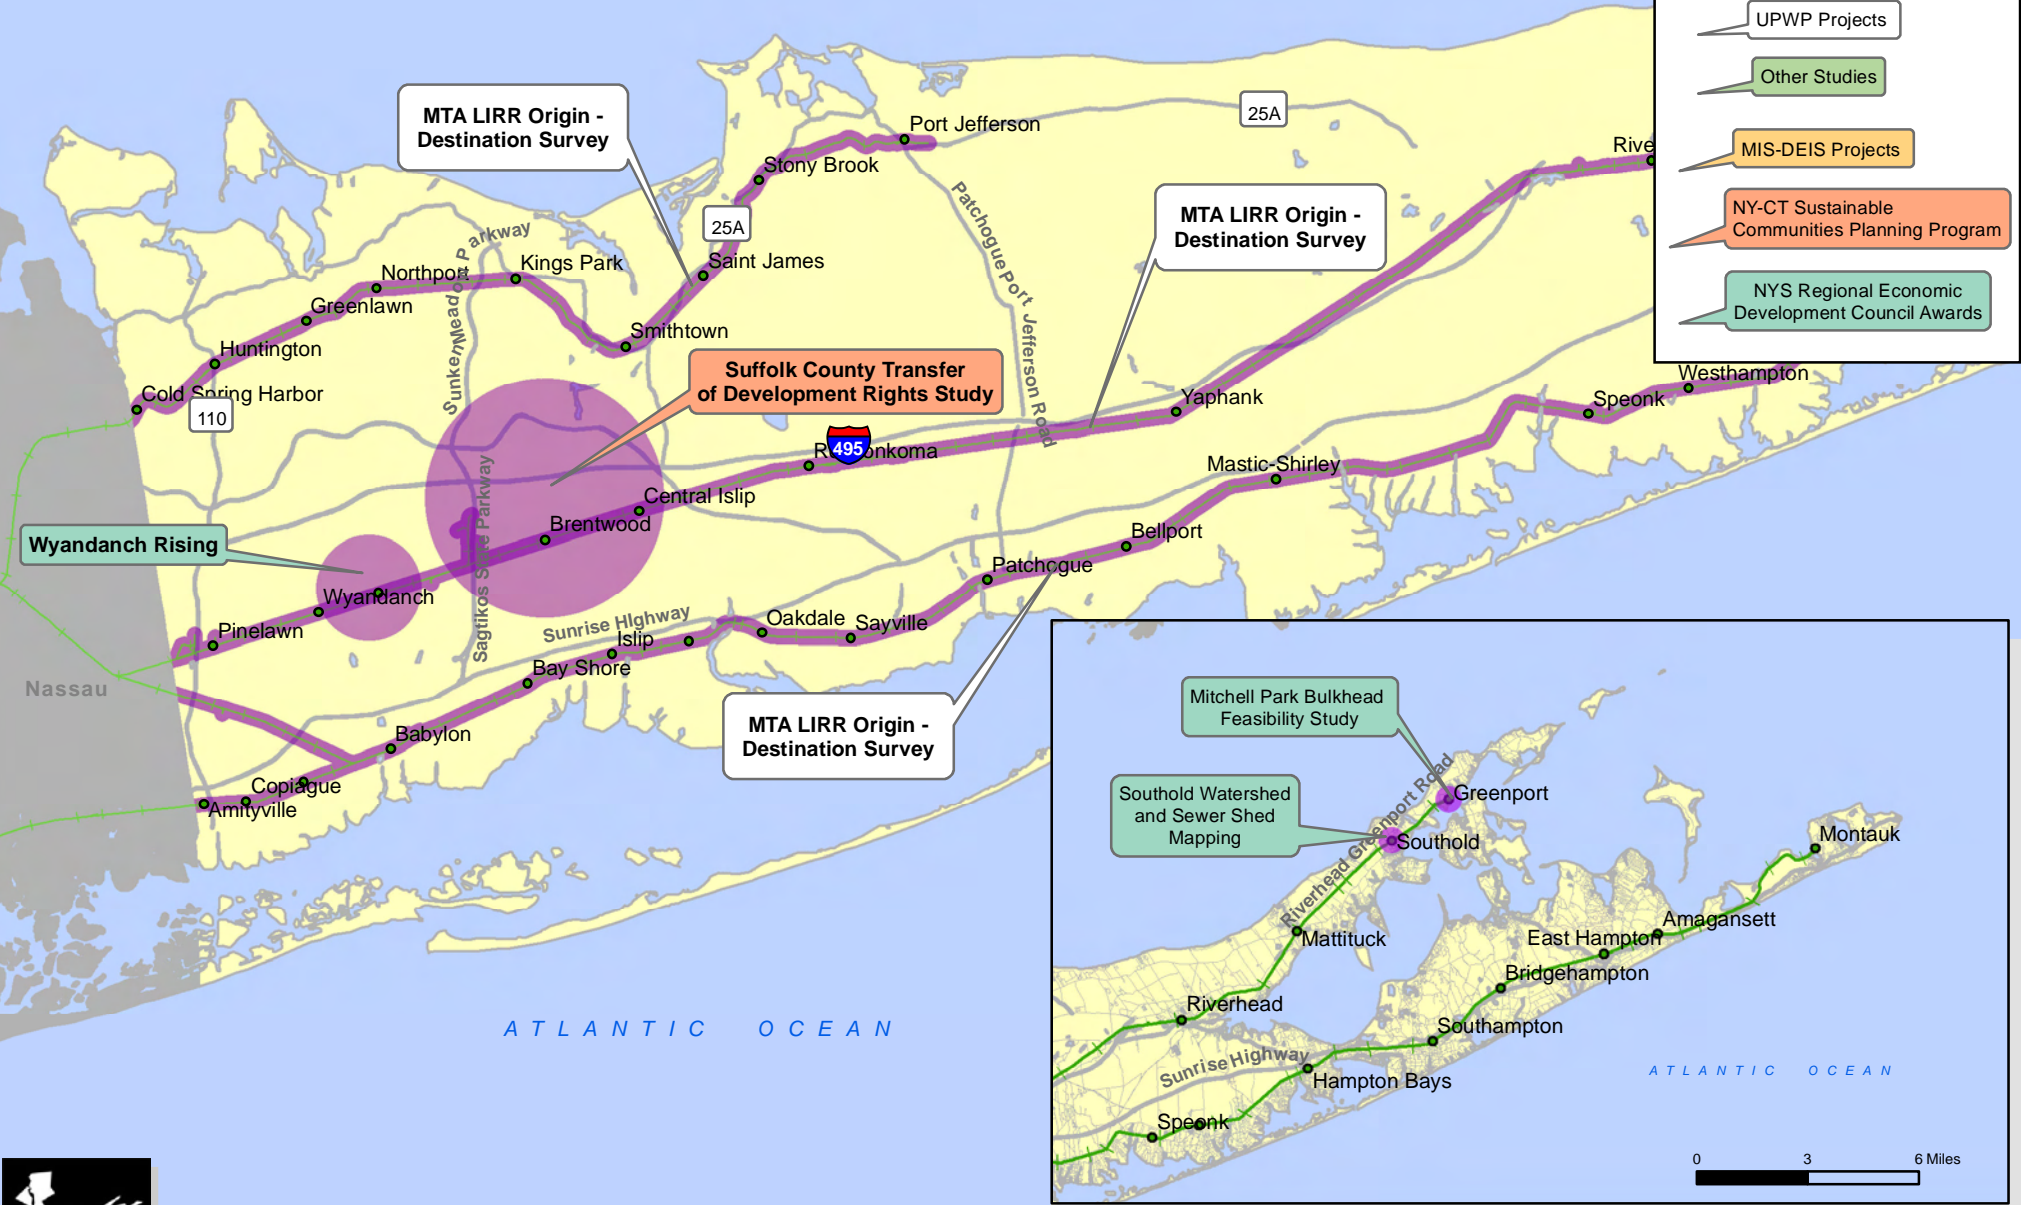 UPWP Projects
Other Studies
MIS-DEIS Projects
NY-CT Sustainable
Communities Planning Program
NYS Regional Economic
Development Council Awards
MTA LIRR Origin -
Destination Survey
Port Jefferson
25A
Stony Brook
Rive
Patchogue Port Jefferson Road
MTA LIRR Origin -
Destination Survey
25A
Sunken Meadow Parkway
Northport
Kings Park
Saint James
Greenlawn
Smithtown
Huntington
Suffolk County Transfer
of Development Rights Study
Cold Spring Harbor
110
Westhampton
Speonk
Yaphank
495
Mastic-Shirley
Central Islip
Brentwood
Sagtikos State Parkway
Bellport
Wyandanch Rising
Patchogue
Wyandanch
Pinelawn
Sunrise HIghway
Oakdale
Sayville
Islip
Bay Shore
Nassau
Babylon
MTA LIRR Origin -
Destination Survey
Copiague
Amityville
ATLANTIC OCEAN
Mitchell Park Bulkhead
Feasibility Study
Riverhead Greenport Road
Southold Watershed
and Sewer Shed
Mapping
Greenport
Southold
Montauk
Mattituck
Amagansett
East Hampton
Bridgehampton
Riverhead
Southampton
Sunrise Highway
Hampton Bays
ATLANTIC OCEAN
Speonk
0 3 6 Miles